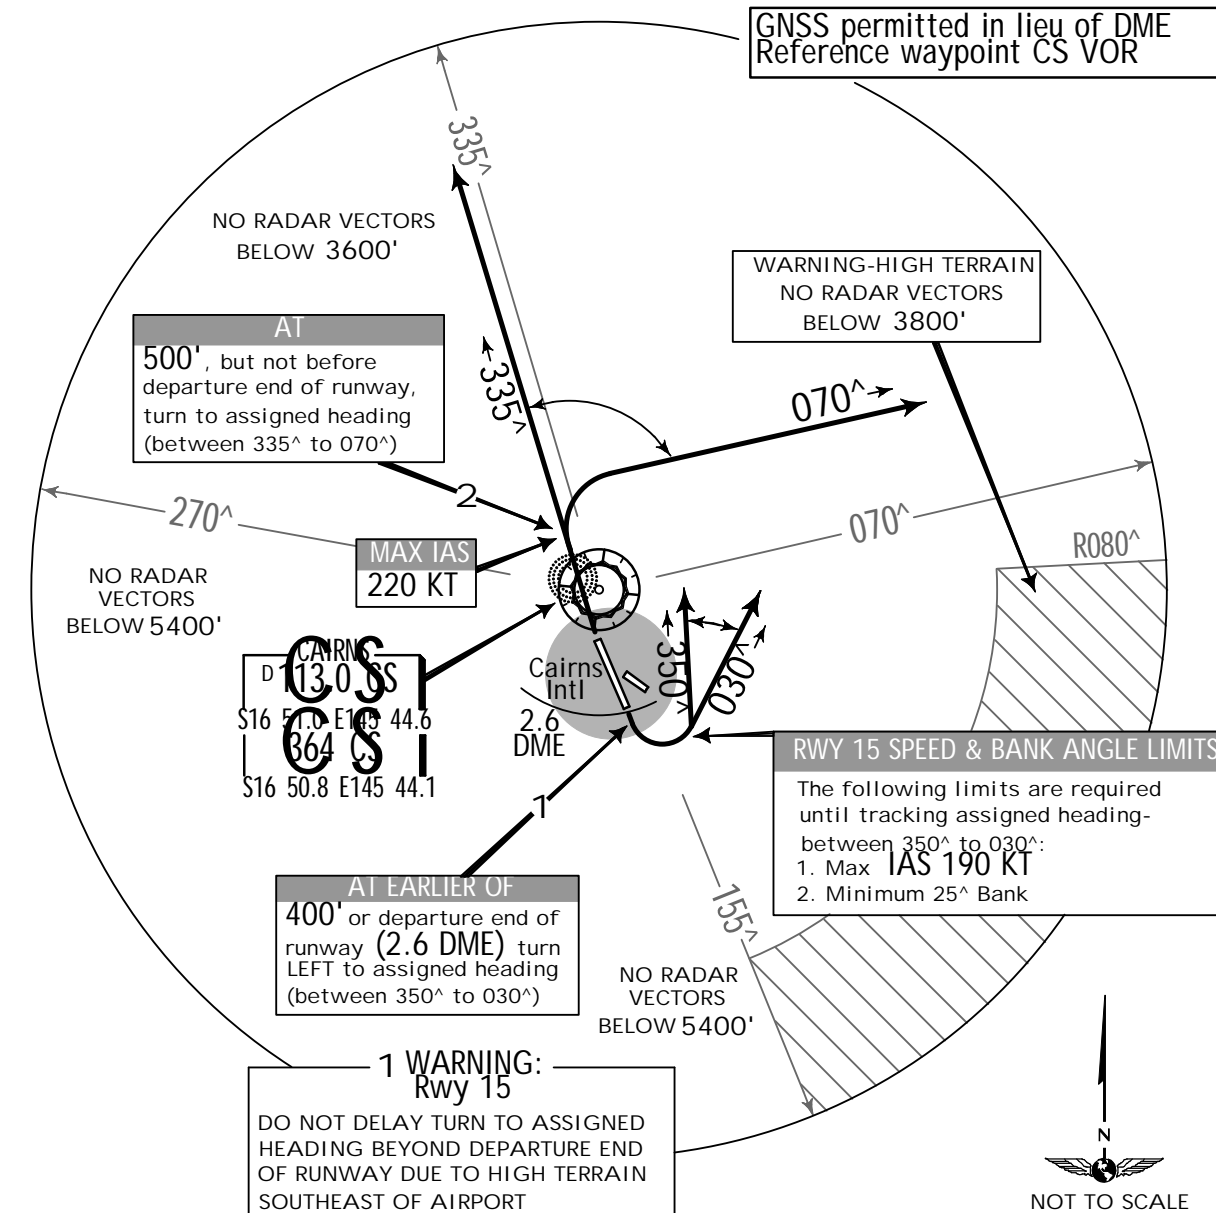 GNSS permitted in lieu of DME
Reference waypoint CS VOR
335^
NO RADAR VECTORS
BELOW 3600'
WARNING-HIGH TERRAIN
NO RADAR VECTORS
BELOW 3800'
AT
500', but not before
departure end of runway,
turn to assigned heading
(between 335^ to 070^)
335^
070^
2
270^
070^
R080^
MAX IAS
220 KT
NO RADAR
VECTORS
BELOW 5400'
CAIRNS
D 113.0 CS
CS
S16 51.0 E145 44.6
364 CS
CS
S16 50.8 E145 44.1
Cairns
Intl
2.6
DME
350^
030^
1
RWY 15 SPEED & BANK ANGLE LIMITS
The following limits are required
until tracking assigned heading-
between 350^ to 030^:
1. Max IAS 190 KT
2. Minimum 25^ Bank
AT EARLIER OF
400' or departure end of
runway (2.6 DME) turn
LEFT to assigned heading
(between 350^ to 030^)
155^
NO RADAR
VECTORS
BELOW 5400'
1 WARNING:
Rwy 15
DO NOT DELAY TURN TO ASSIGNED
HEADING BEYOND DEPARTURE END
OF RUNWAY DUE TO HIGH TERRAIN
SOUTHEAST OF AIRPORT
N
NOT TO SCALE